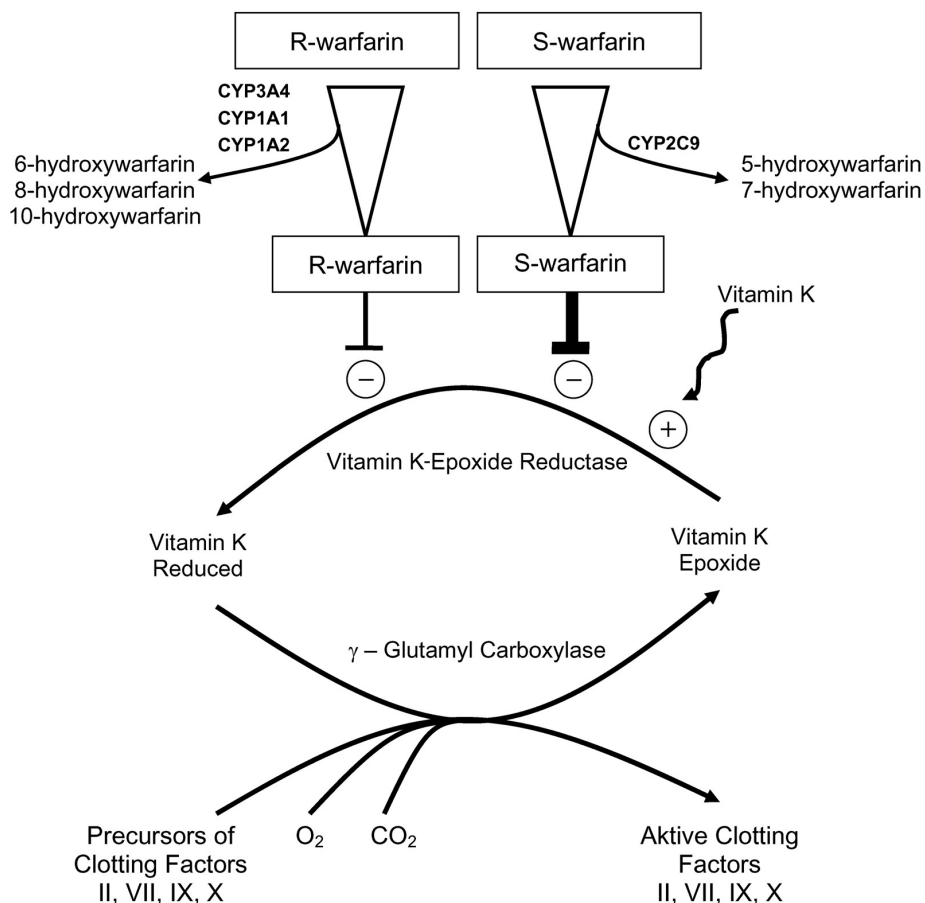 R-warfarin
S-warfarin
CYP3A4
CYP1A1
CYP1A2
CYP2C9
6-hydroxywarfarin
8-hydroxywarfarin
10-hydroxywarfarin
5-hydroxywarfarin
7-hydroxywarfarin
R-warfarin
S-warfarin
Vitamin K
−
−
+
Vitamin K-Epoxide Reductase
Vitamin K
Reduced
Vitamin K
Epoxide
γ – Glutamyl Carboxylase
Precursors of
Clotting Factors
II, VII, IX, X
O₂
CO₂
Aktive Clotting
Factors
II, VII, IX, X